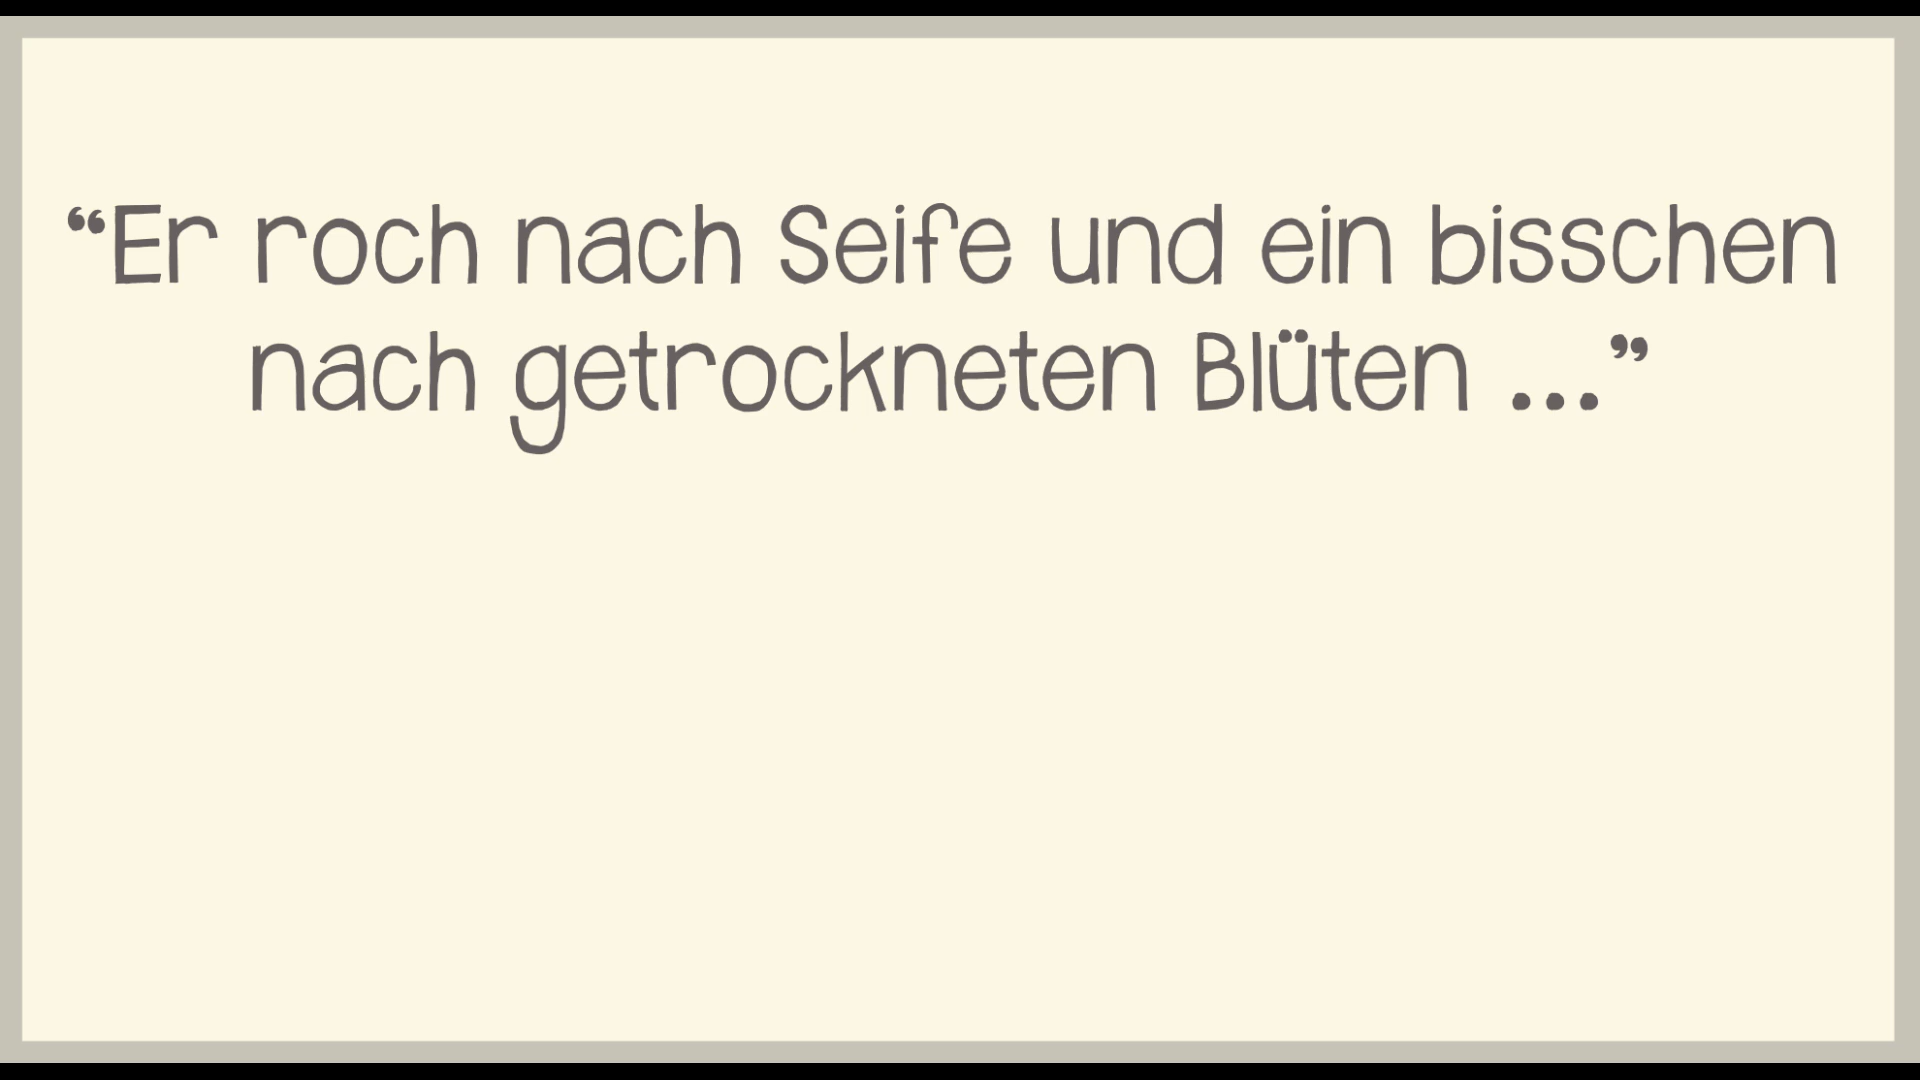 “Er roch nach Seife und ein bisschen
nach getrockneten Blüten ...”